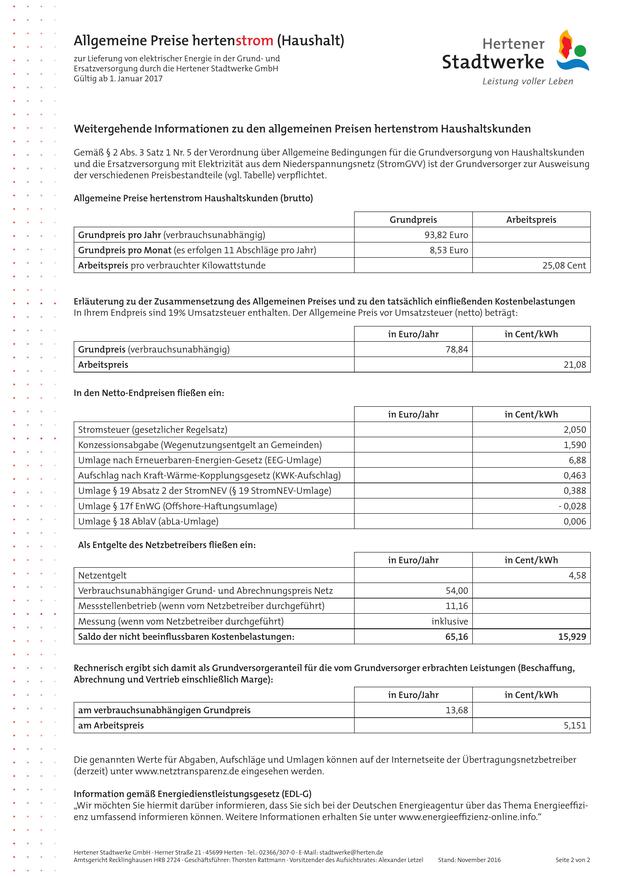 Allgemeine Preise hertenstrom (Haushalt)
zur Lieferung von elektrischer Energie in der Grund- und
Ersatzversorgung durch die Hertener Stadtwerke GmbH
Gültig ab 1. Januar 2017
Hertener
Stadtwerke
Leistung voller Leben
Weitergehende Informationen zu den allgemeinen Preisen hertenstrom Haushaltskunden
Gemäß § 2 Abs. 3 Satz 1 Nr. 5 der Verordnung über Allgemeine Bedingungen für die Grundversorgung von Haushaltskunden
und die Ersatzversorgung mit Elektrizität aus dem Niederspannungsnetz (StromGVV) ist der Grundversorger zur Ausweisung
der verschiedenen Preisbestandteile (vgl. Tabelle) verpflichtet.
Allgemeine Preise hertenstrom Haushaltskunden (brutto)
Grundpreis Arbeitspreis
Grundpreis pro Jahr (verbrauchsunabhängig) 93,82 Euro
Grundpreis pro Monat (es erfolgen 11 Abschläge pro Jahr) 8,53 Euro
Arbeitspreis pro verbrauchter Kilowattstunde 25,08 Cent
Erläuterung zu der Zusammensetzung des Allgemeinen Preises und zu den tatsächlich einfließenden Kostenbelastungen
In Ihrem Endpreis sind 19% Umsatzsteuer enthalten. Der Allgemeine Preis vor Umsatzsteuer (netto) beträgt:
in Euro/Jahr in Cent/kWh
Grundpreis (verbrauchsunabhängig) 78,84
Arbeitspreis 21,08
In den Netto-Endpreisen fließen ein:
in Euro/Jahr in Cent/kWh
Stromsteuer (gesetzlicher Regelsatz) 2,050
Konzessionsabgabe (Wegenutzungsentgelt an Gemeinden) 1,590
Umlage nach Erneuerbaren-Energien-Gesetz (EEG-Umlage) 6,88
Aufschlag nach Kraft-Wärme-Kopplungsgesetz (KWK-Aufschlag) 0,463
Umlage § 19 Absatz 2 der StromNEV (§ 19 StromNEV-Umlage) 0,388
Umlage § 17f EnWG (Offshore-Haftungsumlage) - 0,028
Umlage § 18 AblaV (abLa-Umlage) 0,006
Als Entgelte des Netzbetreibers fließen ein:
in Euro/Jahr in Cent/kWh
Netzentgelt 4,58
Verbrauchsunabhängiger Grund- und Abrechnungspreis Netz 54,00
Messstellenbetrieb (wenn vom Netzbetreiber durchgeführt) 11,16
Messung (wenn vom Netzbetreiber durchgeführt) inklusive
Saldo der nicht beeinflussbaren Kostenbelastungen: 65,16 15,929
Rechnerisch ergibt sich damit als Grundversorgeranteil für die vom Grundversorger erbrachten Leistungen (Beschaffung,
Abrechnung und Vertrieb einschließlich Marge):
in Euro/Jahr in Cent/kWh
am verbrauchsunabhängigen Grundpreis 13,68
am Arbeitspreis 5,151
Die genannten Werte für Abgaben, Aufschläge und Umlagen können auf der Internetseite der Übertragungsnetzbetreiber
(derzeit) unter www.netztransparenz.de eingesehen werden.
Information gemäß Energiedienstleistungsgesetz (EDL-G)
„Wir möchten Sie hiermit darüber informieren, dass Sie sich bei der Deutschen Energieagentur über das Thema Energieeffizi-
enz umfassend informieren können. Weitere Informationen erhalten Sie unter www.energieeffizienz-online.info.“
Hertener Stadtwerke GmbH · Herner Straße 21 · 45699 Herten · Tel.: 02366/307-0 · E-Mail: stadtwerke@herten.de
Amtsgericht Recklinghausen HRB 2724 · Geschäftsführer: Thorsten Rattmann · Vorsitzender des Aufsichtsrates: Alexander Letzel Stand: November 2016 Seite 2 von 2